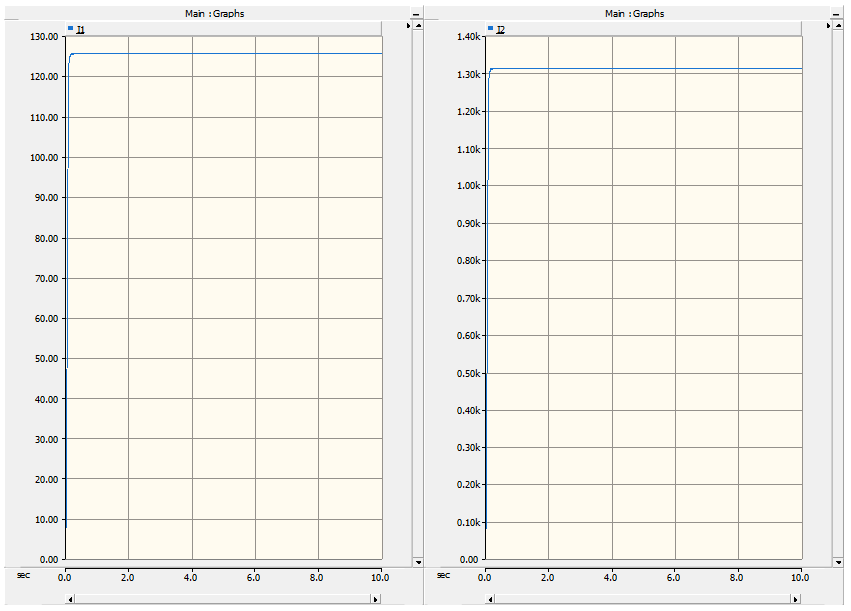 Main : Graphs
I1
130.00
120.00
110.00
100.00
90.00
80.00
70.00
60.00
50.00
40.00
30.00
20.00
10.00
0.00
sec
0.0 2.0 4.0 6.0 8.0 10.0
Main : Graphs
I2
1.40k
1.30k
1.20k
1.10k
1.00k
0.90k
0.80k
0.70k
0.60k
0.50k
0.40k
0.30k
0.20k
0.10k
0.00
sec
0.0 2.0 4.0 6.0 8.0 10.0